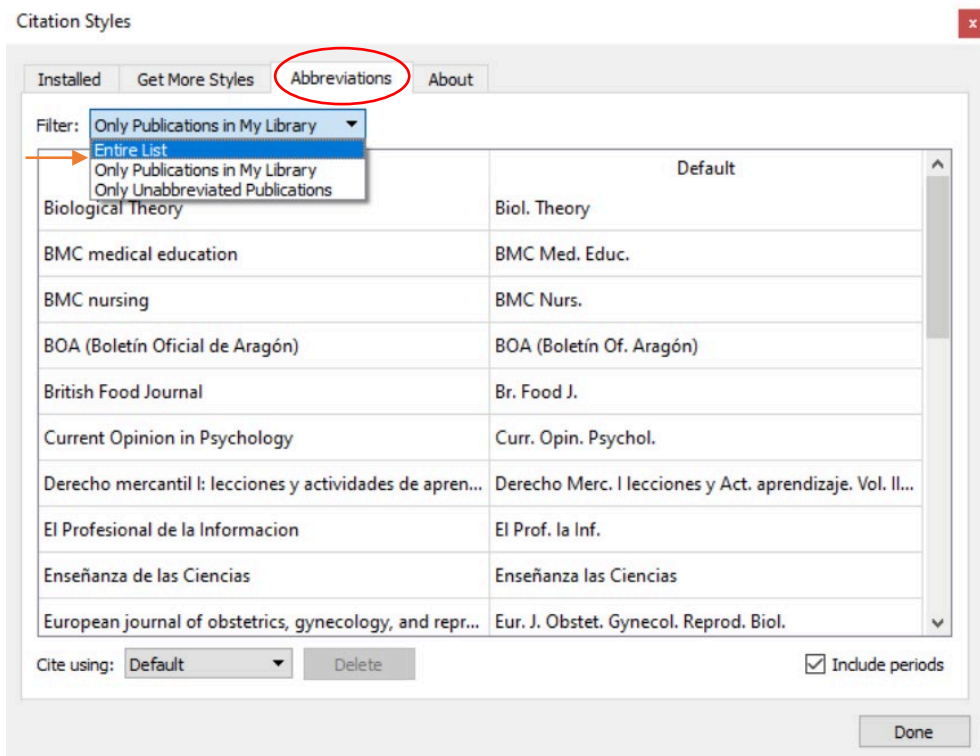 Citation Styles
x
Installed Get More Styles Abbreviations About
Filter: Only Publications in My Library
Entire List
Only Publications in My Library
Only Unabbreviated Publications
Default
Biological Theory Biol. Theory
BMC medical education BMC Med. Educ.
BMC nursing BMC Nurs.
BOA (Boletín Oficial de Aragón) BOA (Boletín Of. Aragón)
British Food Journal Br. Food J.
Current Opinion in Psychology Curr. Opin. Psychol.
Derecho mercantil I: lecciones y actividades de apren... Derecho Merc. I lecciones y Act. aprendizaje. Vol. II...
El Profesional de la Informacion El Prof. la Inf.
Enseñanza de las Ciencias Enseñanza las Ciencias
European journal of obstetrics, gynecology, and repr... Eur. J. Obstet. Gynecol. Reprod. Biol.
Cite using: Default Delete Include periods
Done